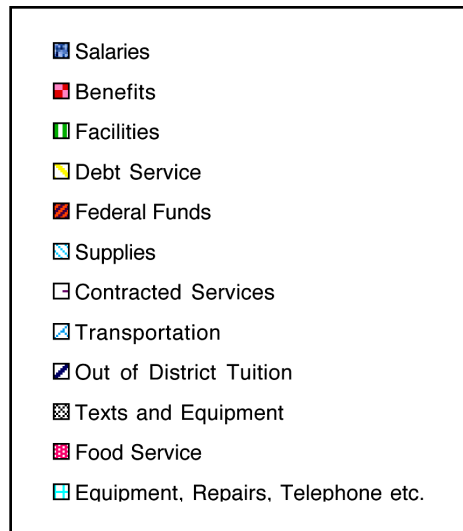 Salaries
Benefits
Facilities
Debt Service
Federal Funds
Supplies
Contracted Services
Transportation
Out of District Tuition
Texts and Equipment
Food Service
Equipment, Repairs, Telephone etc.